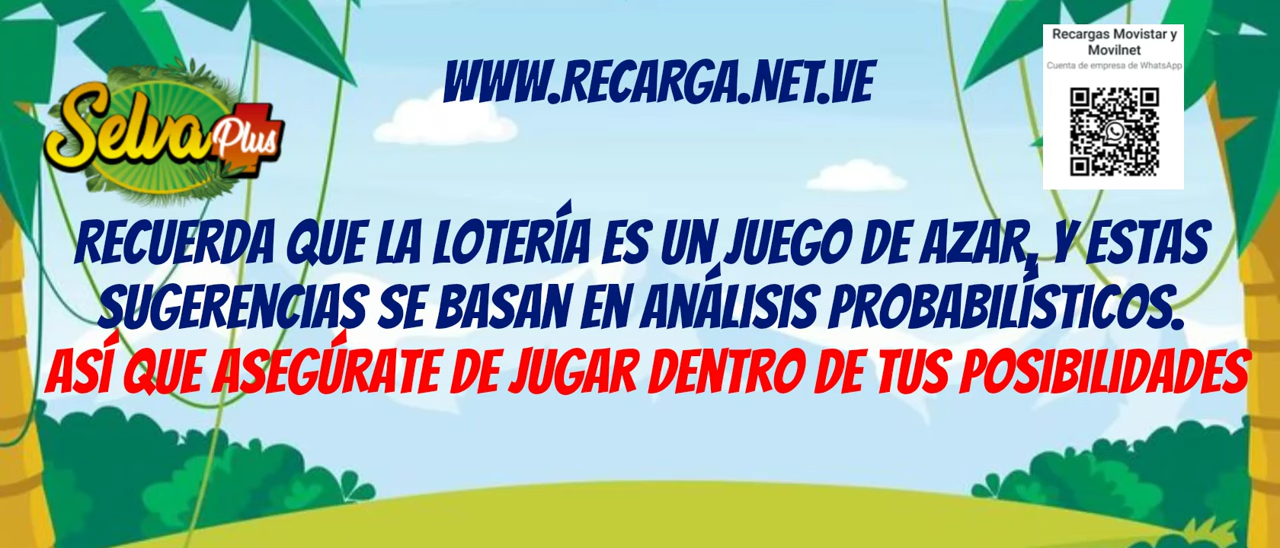 WWW.RECARGA.NET.VE
Recargas Movistar y
Movilnet
Cuenta de empresa de WhatsApp
Selva Plus
RECUERDA QUE LA LOTERÍA ES UN JUEGO DE AZAR, Y ESTAS
SUGERENCIAS SE BASAN EN ANÁLISIS PROBABILÍSTICOS.
ASÍ QUE ASEGÚRATE DE JUGAR DENTRO DE TUS POSIBILIDADES